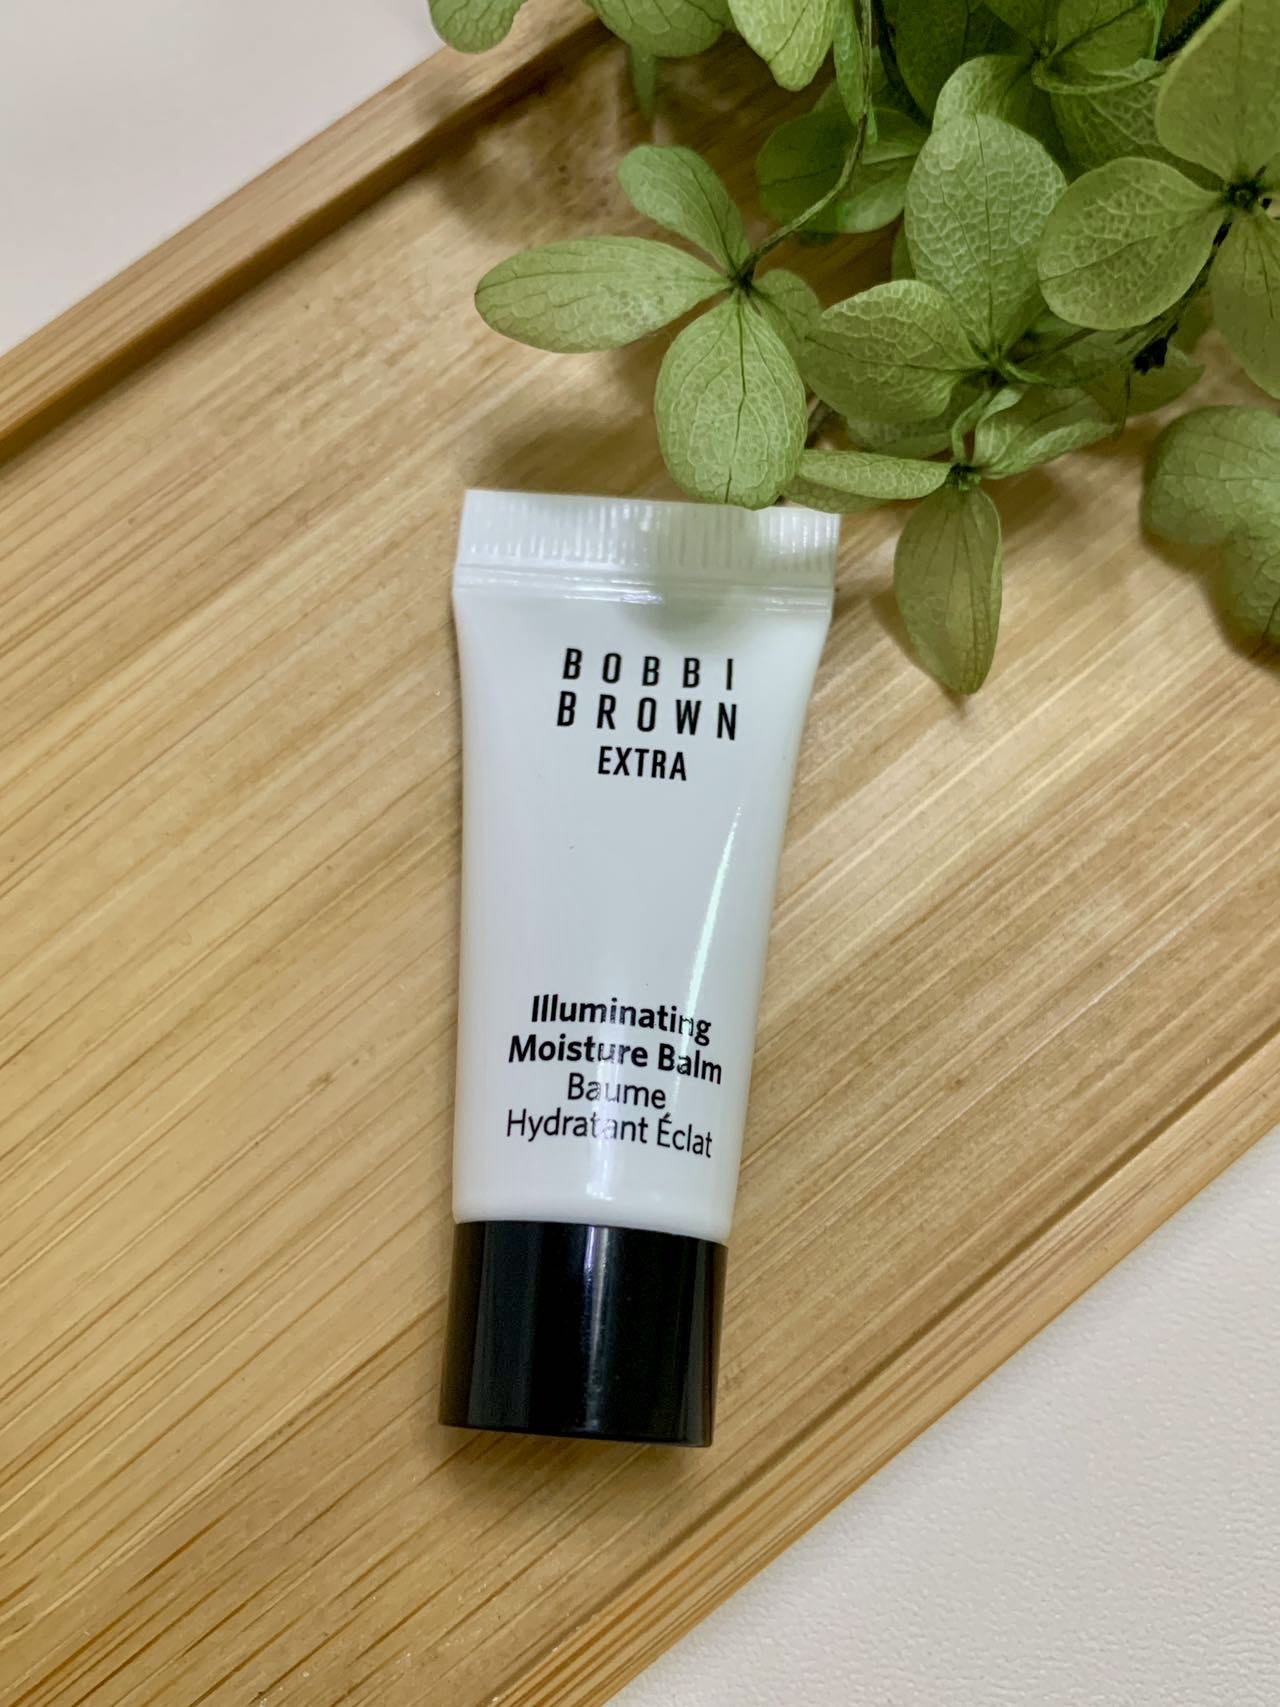 BOBBI
BROWN
EXTRA
Illuminating
Moisture Balm
Baume
Hydratant Éclat